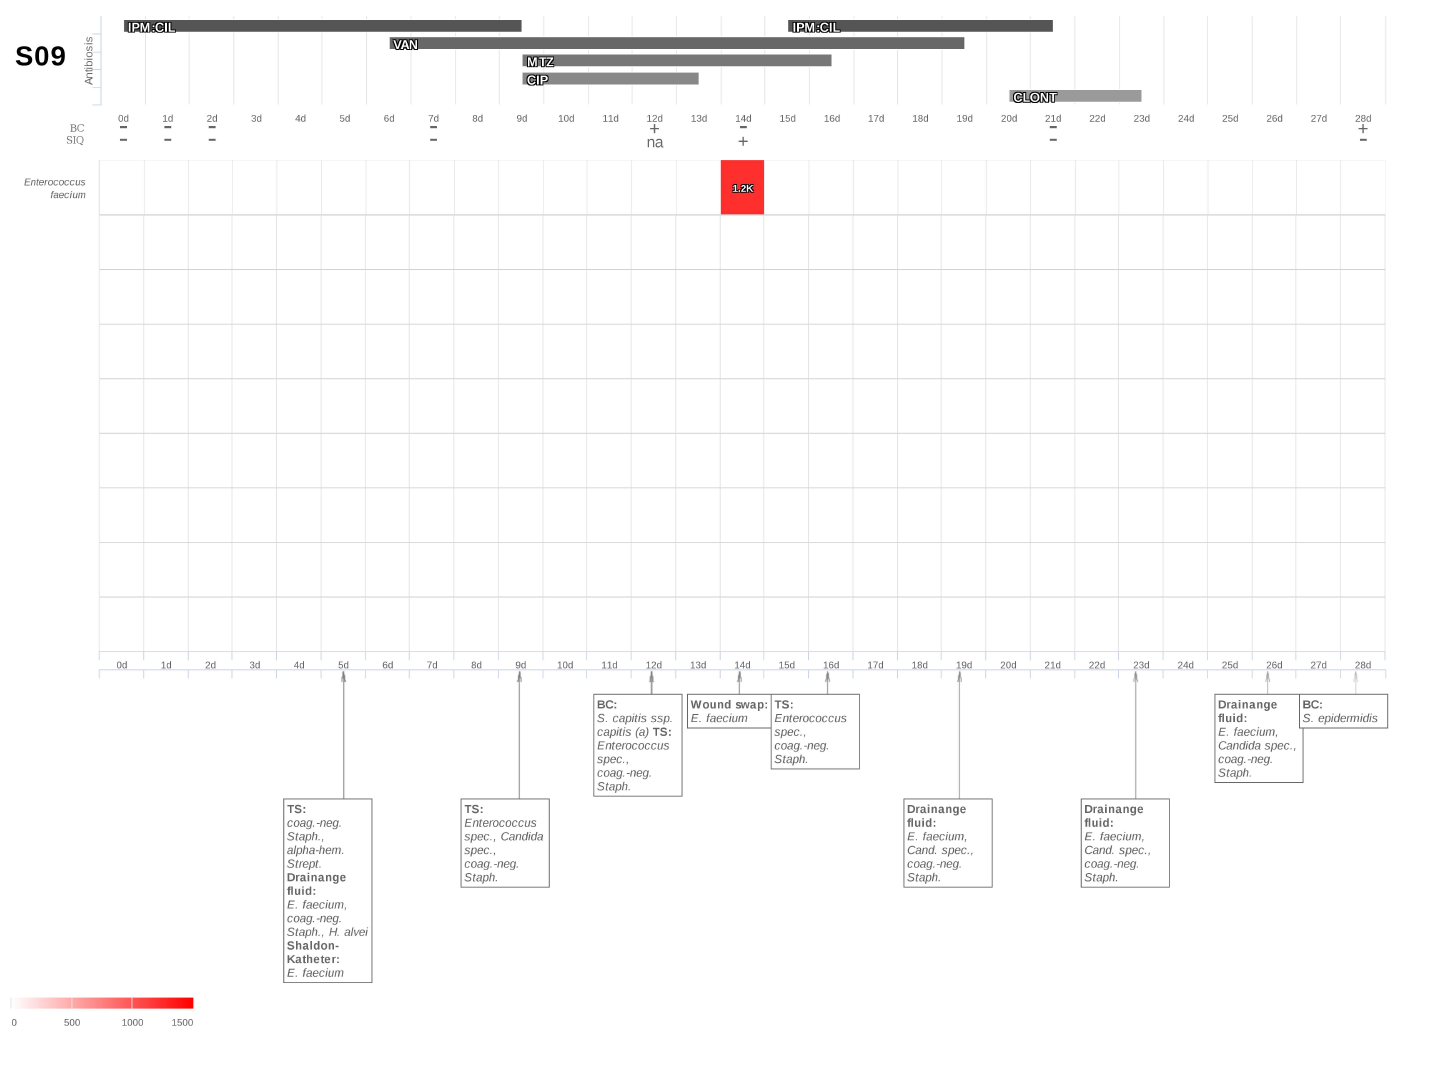 S09
Antibiosis
IPM:CIL IPM:CIL
VAN
MTZ
CIP
CLONT
0d 1d 2d 3d 4d 5d 6d 7d 8d 9d 10d 11d 12d 13d 14d 15d 16d 17d 18d 19d 20d 21d 22d 23d 24d 25d 26d 27d 28d
BC - - - - + - - +
SIQ - - - - na + - -
Enterococcus
faecium
1.2K
0d 1d 2d 3d 4d 5d 6d 7d 8d 9d 10d 11d 12d 13d 14d 15d 16d 17d 18d 19d 20d 21d 22d 23d 24d 25d 26d 27d 28d
TS:
coag.-neg.
Staph.,
alpha-hem.
Strept.
Drainange
fluid:
E. faecium,
coag.-neg.
Staph., H. alvei
Shaldon-
Katheter:
E. faecium
TS:
Enterococcus
spec., Candida
spec.,
coag.-neg.
Staph.
BC:
S. capitis ssp.
capitis (a) TS:
Enterococcus
spec.,
coag.-neg.
Staph.
Wound swap:
E. faecium
TS:
Enterococcus
spec.,
coag.-neg.
Staph.
Drainange
fluid:
E. faecium,
Cand. spec.,
coag.-neg.
Staph.
Drainange
fluid:
E. faecium,
Cand. spec.,
coag.-neg.
Staph.
Drainange
fluid:
E. faecium,
Candida spec.,
coag.-neg.
Staph.
BC:
S. epidermidis
0 500 1000 1500